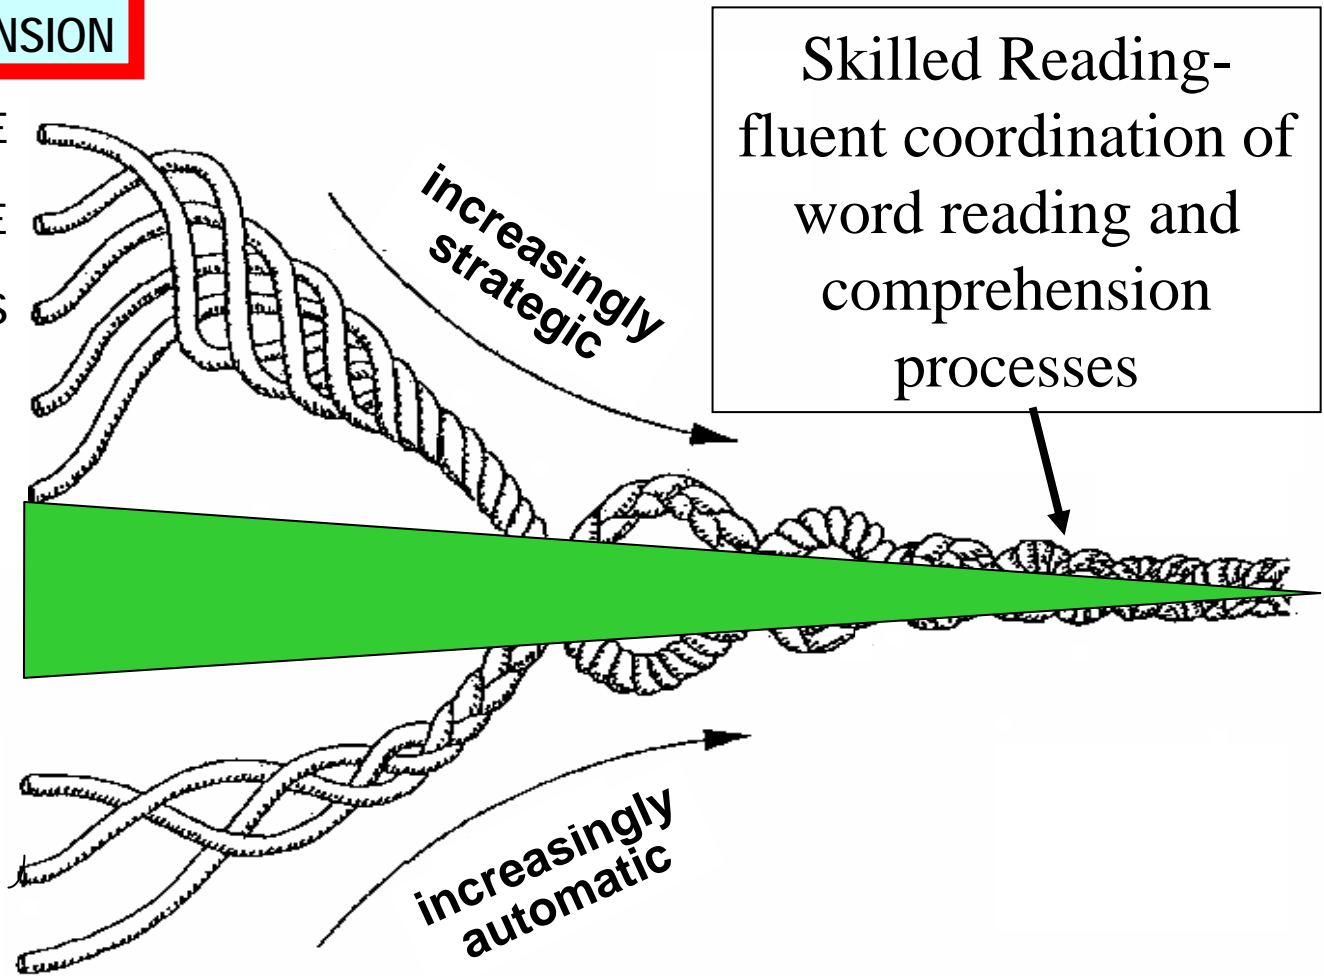 NSION
E
E
S
increasingly
strategic
Skilled Reading-
fluent coordination of
word reading and
comprehension
processes
increasingly
automatic